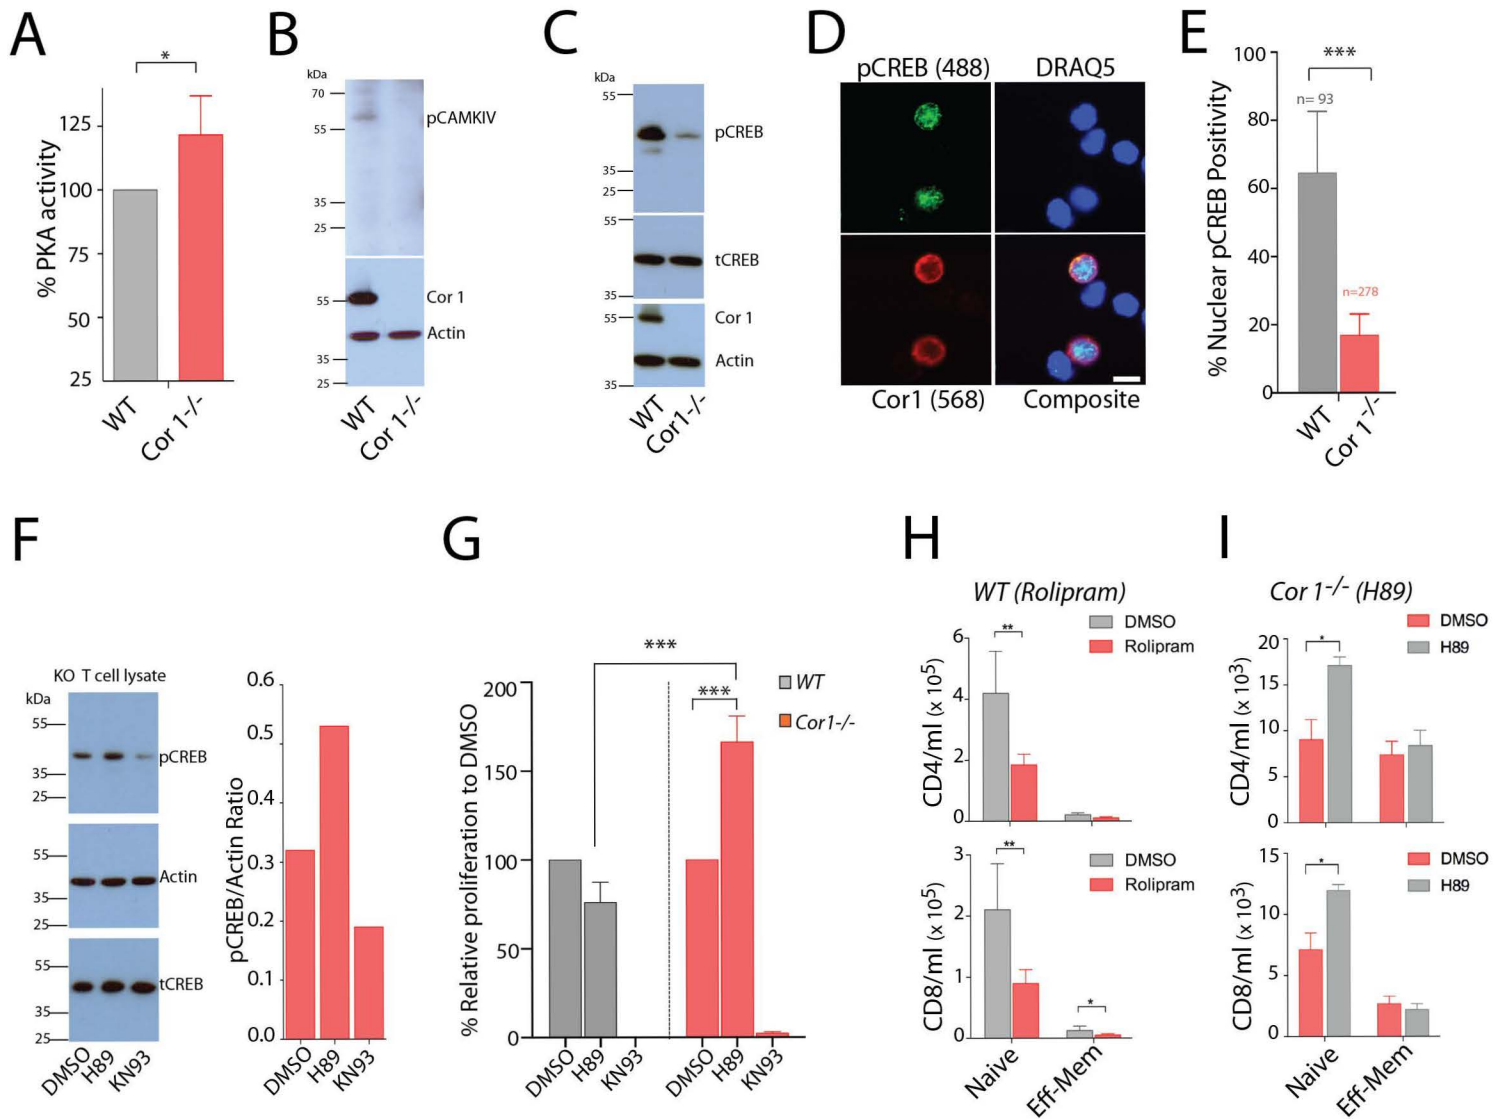 A
*
% PKA activity
125
100
75
50
25
WT
Cor 1-/-
B
kDa
70
55
35
25
55
35
25
pCAMKIV
Cor 1
Actin
WT
Cor 1-/-
C
kDa
55
35
25
55
35
55
35
pCREB
tCREB
Cor 1
Actin
WT
Cor1-/-
D
pCREB (488)
DRAQ5
Cor1 (568)
Composite
E
% Nuclear pCREB Positivity
100
80
60
40
20
0
***
n= 93
n=278
WT
Cor 1-/-
F
KO T cell lysate
kDa
55
35
25
55
35
25
55
35
25
pCREB
Actin
tCREB
DMSO
H89
KN93
pCREB/Actin Ratio
0.6
0.5
0.4
0.3
0.2
0.1
0.0
DMSO
H89
KN93
G
% Relative proliferation to DMSO
200
150
100
50
0
***
***
WT
Cor1-/-
DMSO
H89
KN93
DMSO
H89
KN93
H
WT (Rolipram)
DMSO
Rolipram
CD4/ml (x 10⁵)
6
4
2
0
**
DMSO
Rolipram
CD8/ml (x 10⁵)
3
2
1
0
**
*
Naive
Eff-Mem
I
Cor 1-/- (H89)
DMSO
H89
CD4/ml (x 10³)
20
15
10
5
0
*
DMSO
H89
CD8/ml (x 10³)
15
10
5
0
*
Naive
Eff-Mem